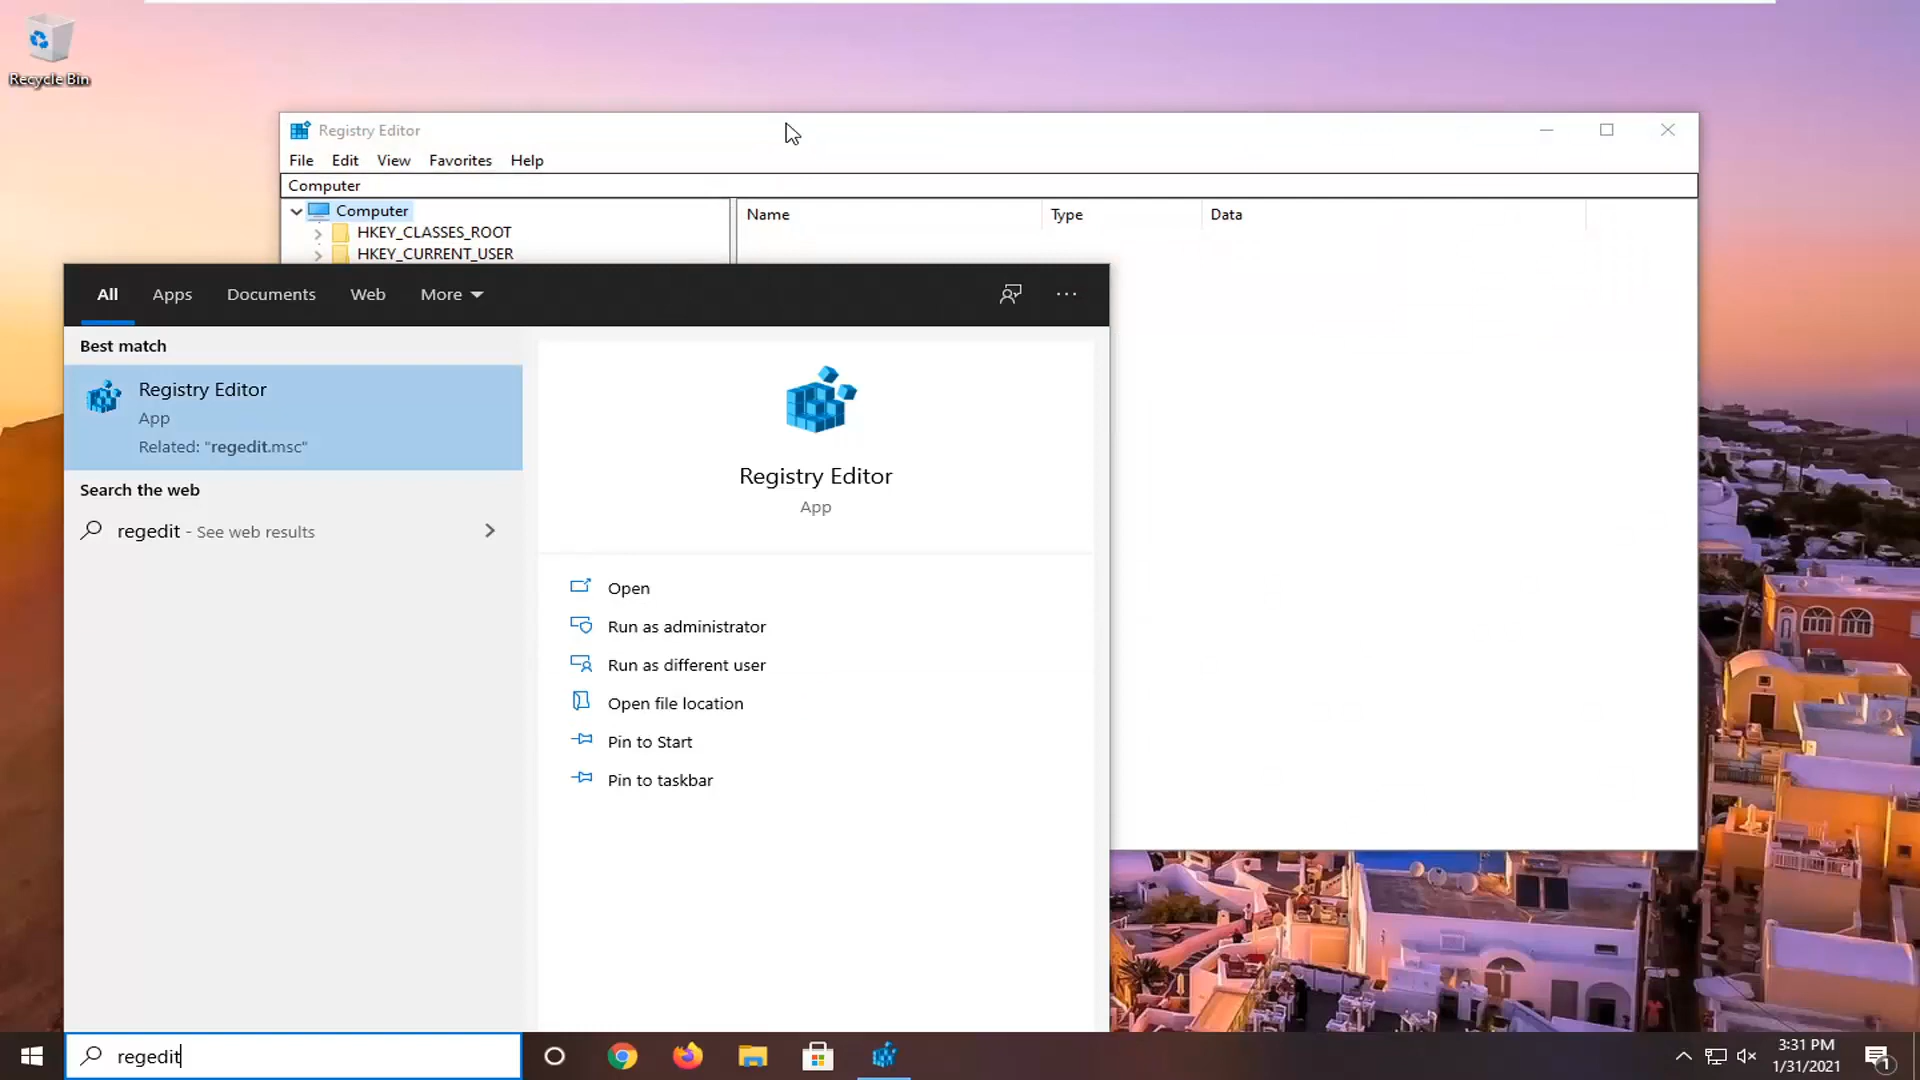 Recycle Bin
Registry Editor
File Edit View Favorites Help
Computer
Computer
HKEY_CLASSES_ROOT
HKEY_CURRENT_USER
Name Type Data
All Apps Documents Web More
Best match
Registry Editor
App
Related: "regedit.msc"
Search the web
regedit - See web results
Registry Editor
App
Open
Run as administrator
Run as different user
Open file location
Pin to Start
Pin to taskbar
regedit
3:31 PM
1/31/2021
1